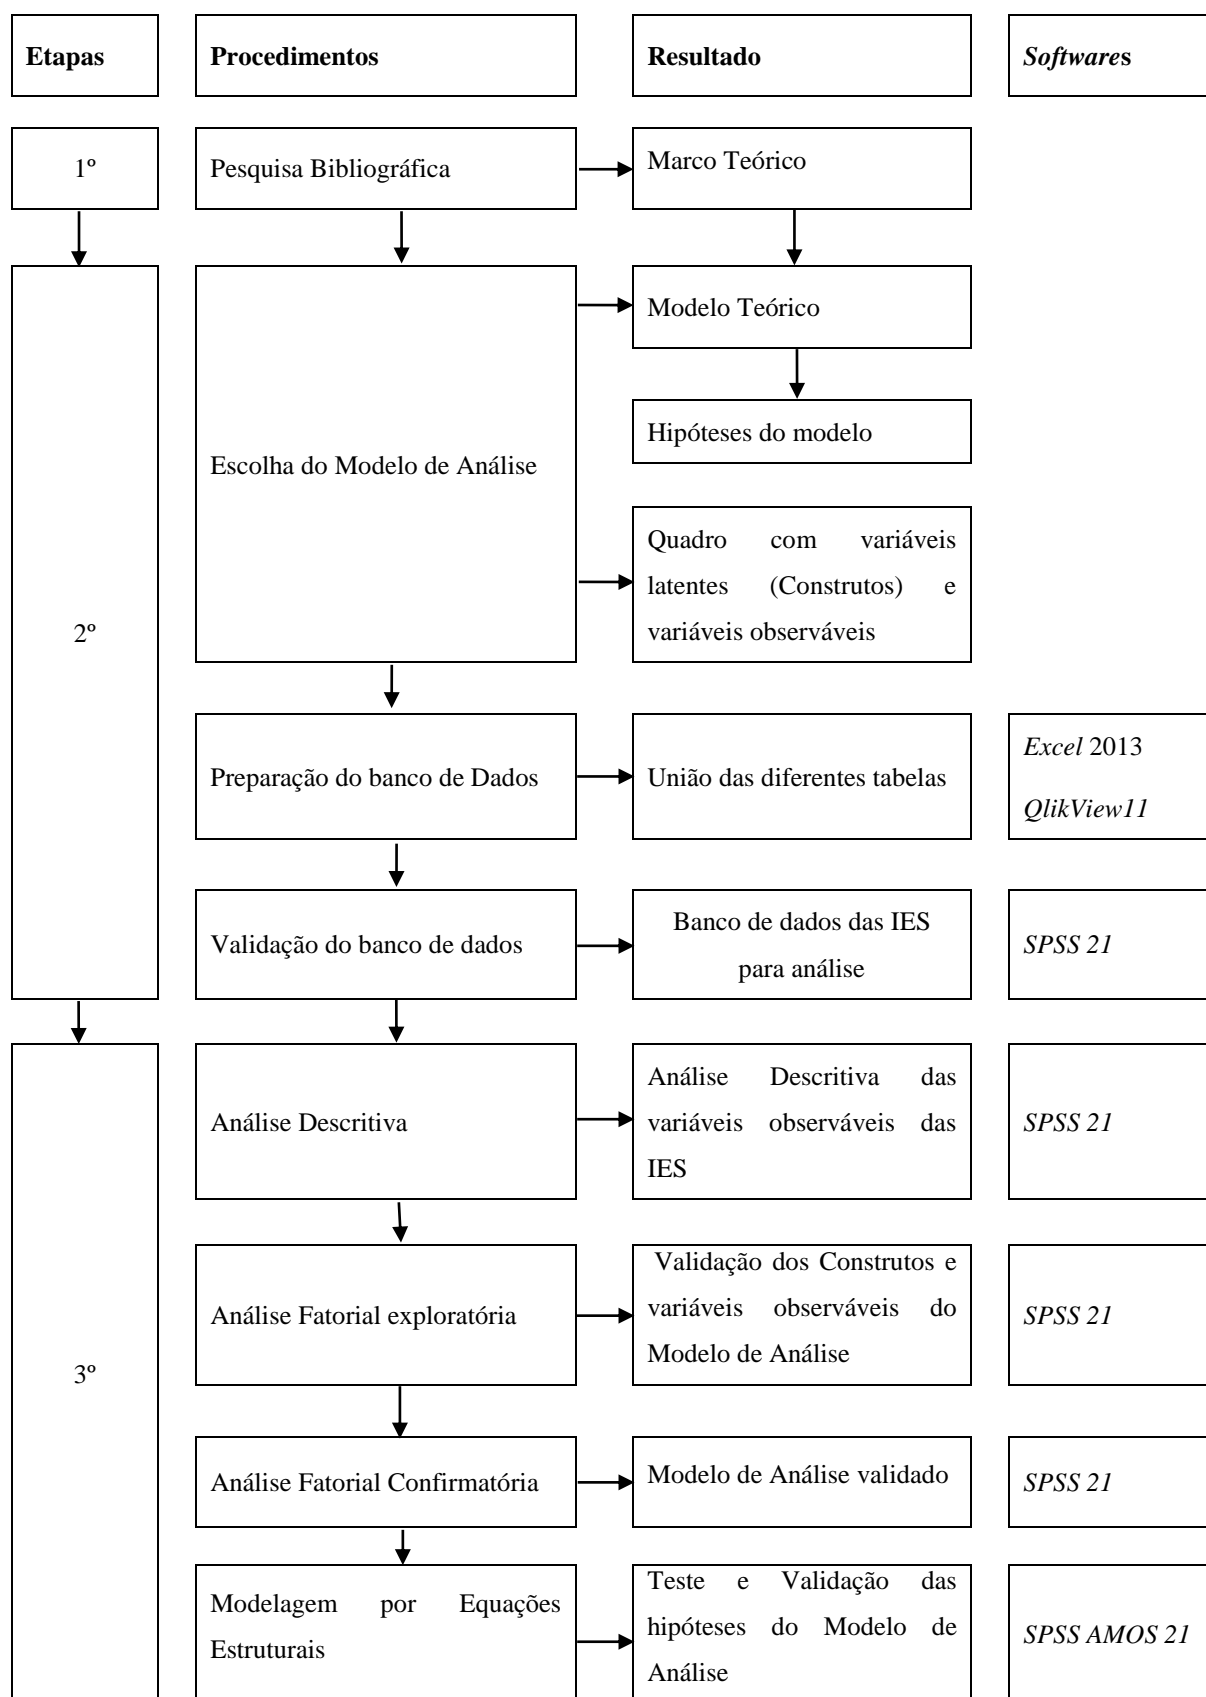 Etapas
Procedimentos
Resultado
Softwares
1º
Pesquisa Bibliográfica
Marco Teórico
2º
Escolha do Modelo de Análise
Modelo Teórico
Hipóteses do modelo
Quadro com variáveis
latentes (Construtos) e
variáveis observáveis
Preparação do banco de Dados
União das diferentes tabelas
Excel 2013
QlikView11
Validação do banco de dados
Banco de dados das IES
para análise
SPSS 21
3º
Análise Descritiva
Análise Descritiva das
variáveis observáveis das
IES
SPSS 21
Análise Fatorial exploratória
Validação dos Construtos e
variáveis observáveis do
Modelo de Análise
SPSS 21
Análise Fatorial Confirmatória
Modelo de Análise validado
SPSS 21
Modelagem por Equações
Estruturais
Teste e Validação das
hipóteses do Modelo de
Análise
SPSS AMOS 21